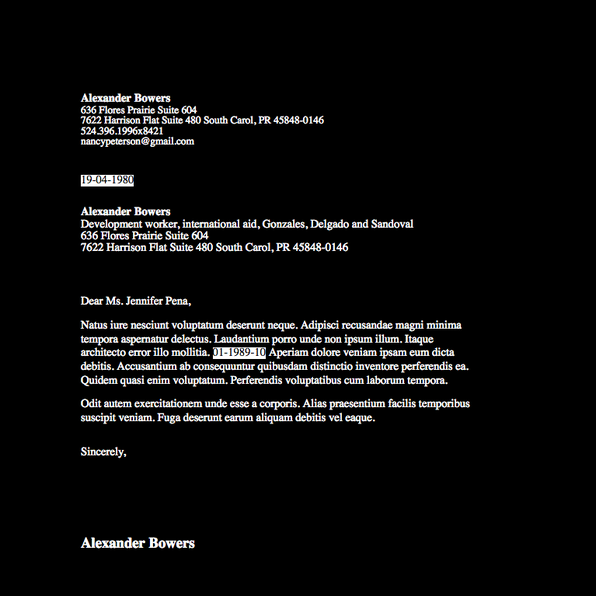 Alexander Bowers
636 Flores Prairie Suite 604
7622 Harrison Flat Suite 480 South Carol, PR 45848-0146
524.396.1996x8421
nancypeterson@gmail.com
19-04-1980
Alexander Bowers
Development worker, international aid, Gonzales, Delgado and Sandoval
636 Flores Prairie Suite 604
7622 Harrison Flat Suite 480 South Carol, PR 45848-0146
Dear Ms. Jennifer Pena,
Natus iure nesciunt voluptatum deserunt neque. Adipisci recusandae magni minima
tempora aspernatur delectus. Laudantium porro unde non ipsum illum. Itaque
architecto error illo mollitia. 01-1989-10 Aperiam dolore veniam ipsam eum dicta
debitis. Accusantium ab consequuntur quibusdam distinctio inventore perferendis ea.
Quidem quasi enim voluptatum. Perferendis voluptatibus cum laborum tempora.
Odit autem exercitationem unde esse a corporis. Alias praesentium facilis temporibus
suscipit veniam. Fuga deserunt earum aliquam debitis vel eaque.
Sincerely,
Alexander Bowers